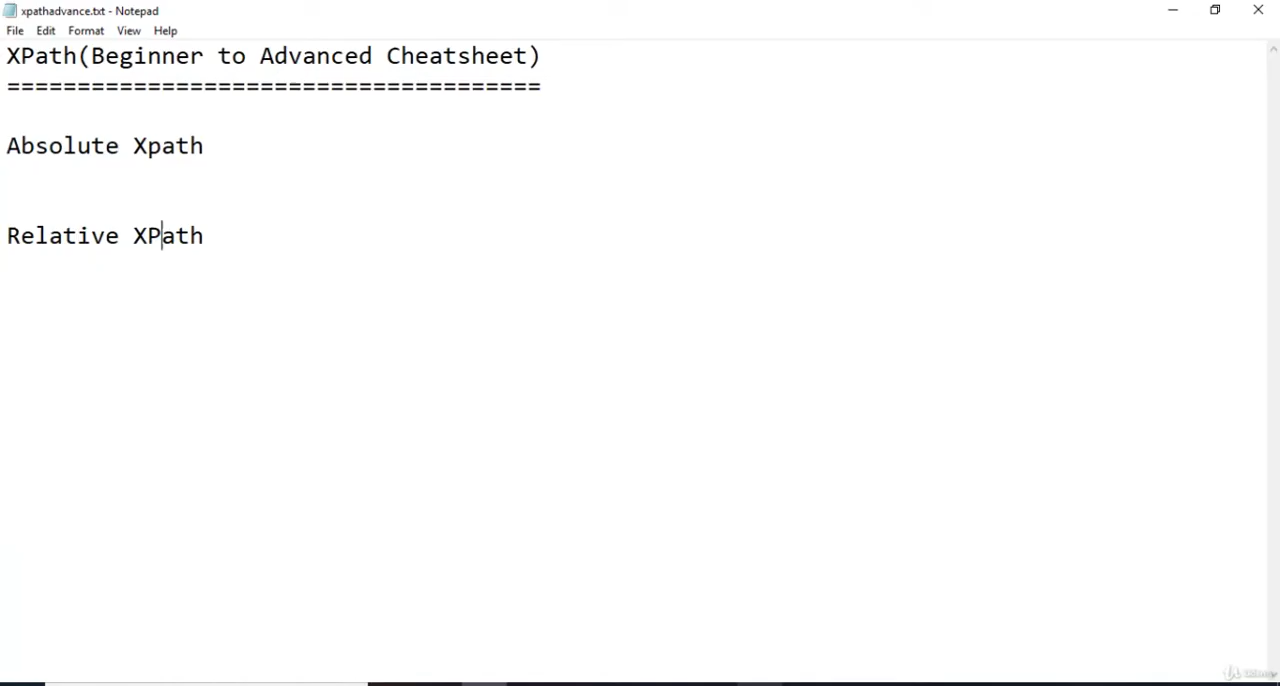 xpathadvance.txt - Notepad
File Edit Format View Help
XPath(Beginner to Advanced Cheatsheet)
======================================
Absolute Xpath
Relative XPath